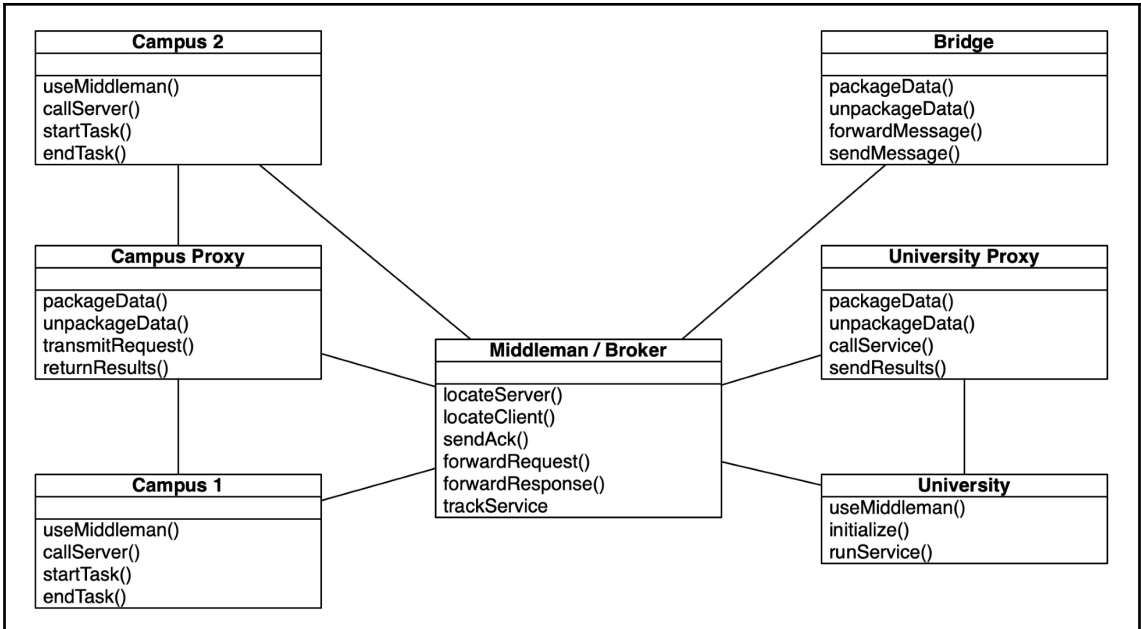 Campus 2
useMiddleman()
callServer()
startTask()
endTask()
Bridge
packageData()
unpackageData()
forwardMessage()
sendMessage()
Campus Proxy
packageData()
unpackageData()
transmitRequest()
returnResults()
University Proxy
packageData()
unpackageData()
callService()
sendResults()
Middleman / Broker
locateServer()
locateClient()
sendAck()
forwardRequest()
forwardResponse()
trackService
Campus 1
useMiddleman()
callServer()
startTask()
endTask()
University
useMiddleman()
initialize()
runService()